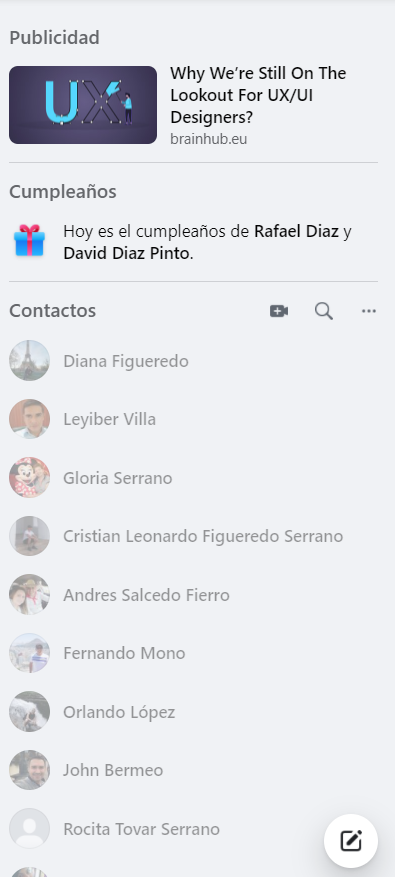 Publicidad
UX
Why We’re Still On The
Lookout For UX/UI
Designers?
brainhub.eu
Cumpleaños
Hoy es el cumpleaños de Rafael Diaz y
David Diaz Pinto.
Contactos
Diana Figueredo
Leyiber Villa
Gloria Serrano
Cristian Leonardo Figueredo Serrano
Andres Salcedo Fierro
Fernando Mono
Orlando López
John Bermeo
Rocita Tovar Serrano